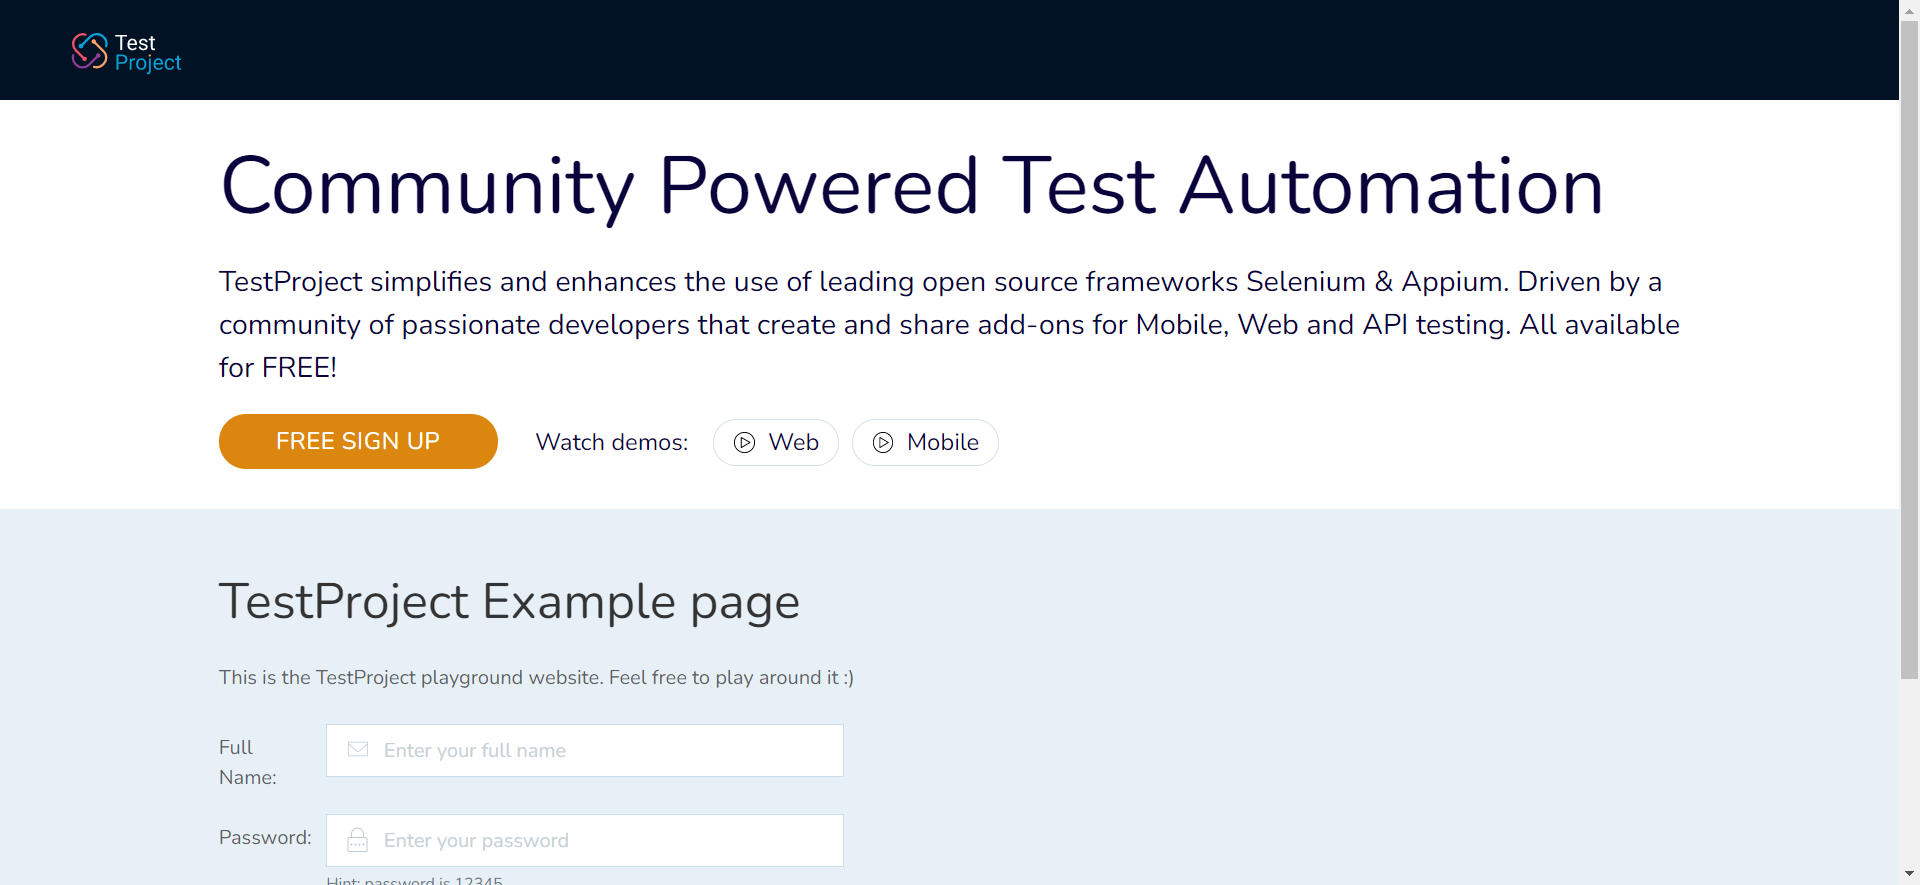 Test
Project
Community Powered Test Automation
TestProject simplifies and enhances the use of leading open source frameworks Selenium & Appium. Driven by a
community of passionate developers that create and share add-ons for Mobile, Web and API testing. All available
for FREE!
FREE SIGN UP
Watch demos:
Web
Mobile
TestProject Example page
This is the TestProject playground website. Feel free to play around it :)
Full
Name:
Enter your full name
Password:
Enter your password
Hint: password is 12345